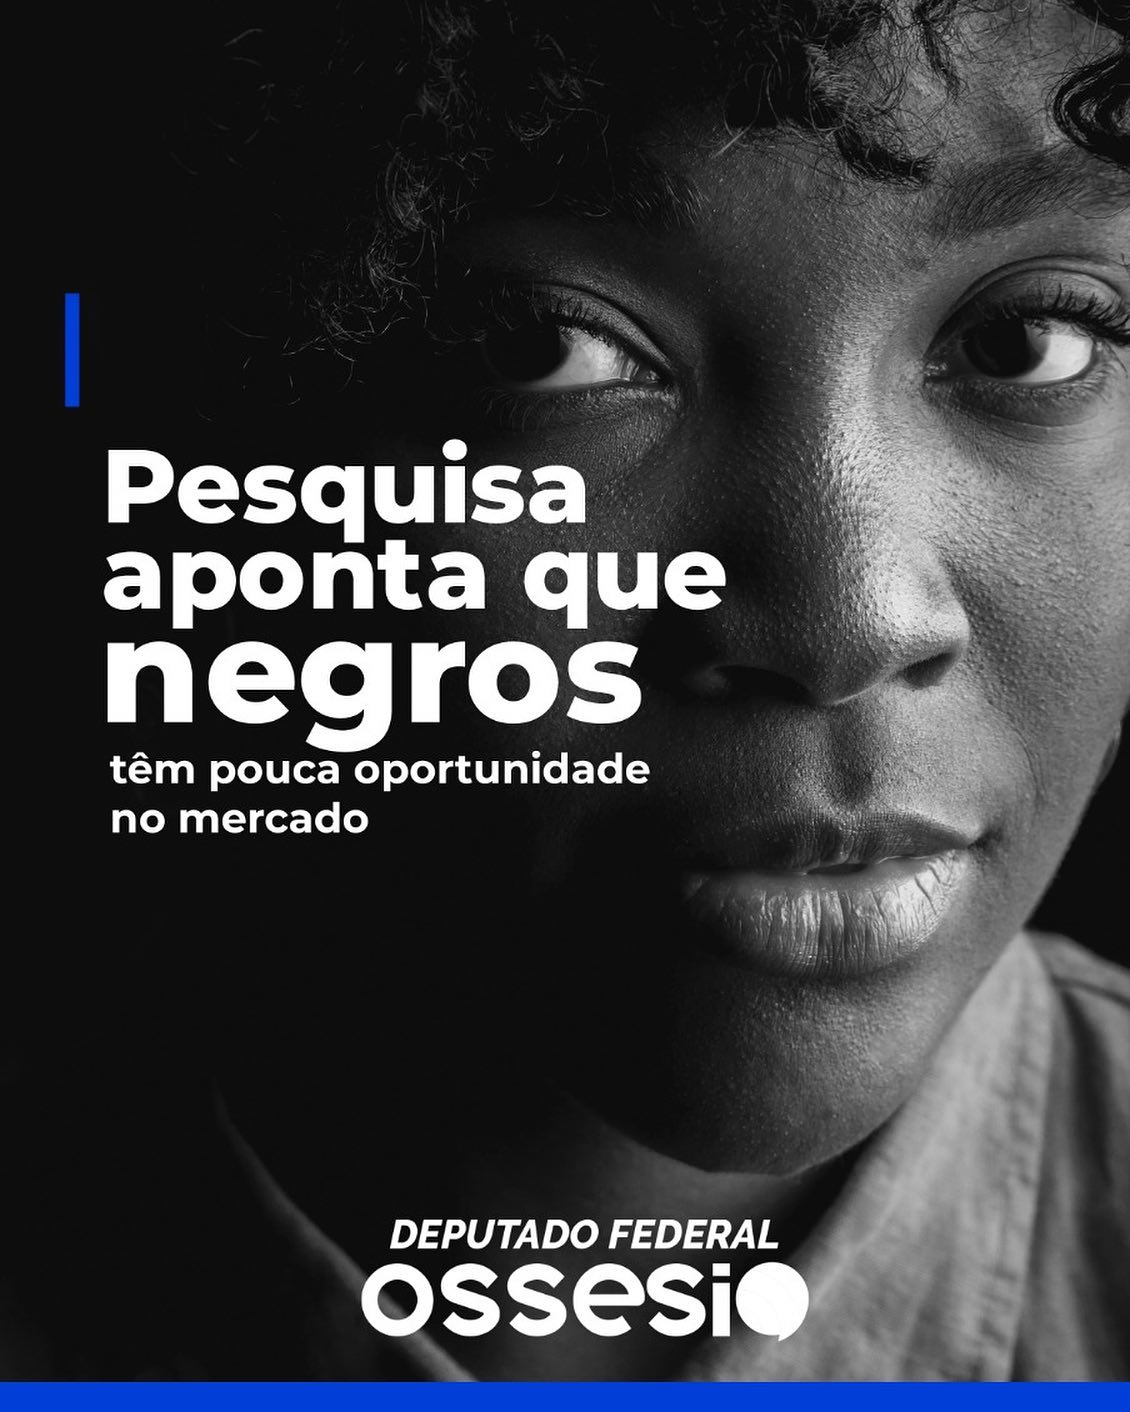 Pesquisa
aponta que
negros
têm pouca oportunidade
no mercado
DEPUTADO FEDERAL
ossesio